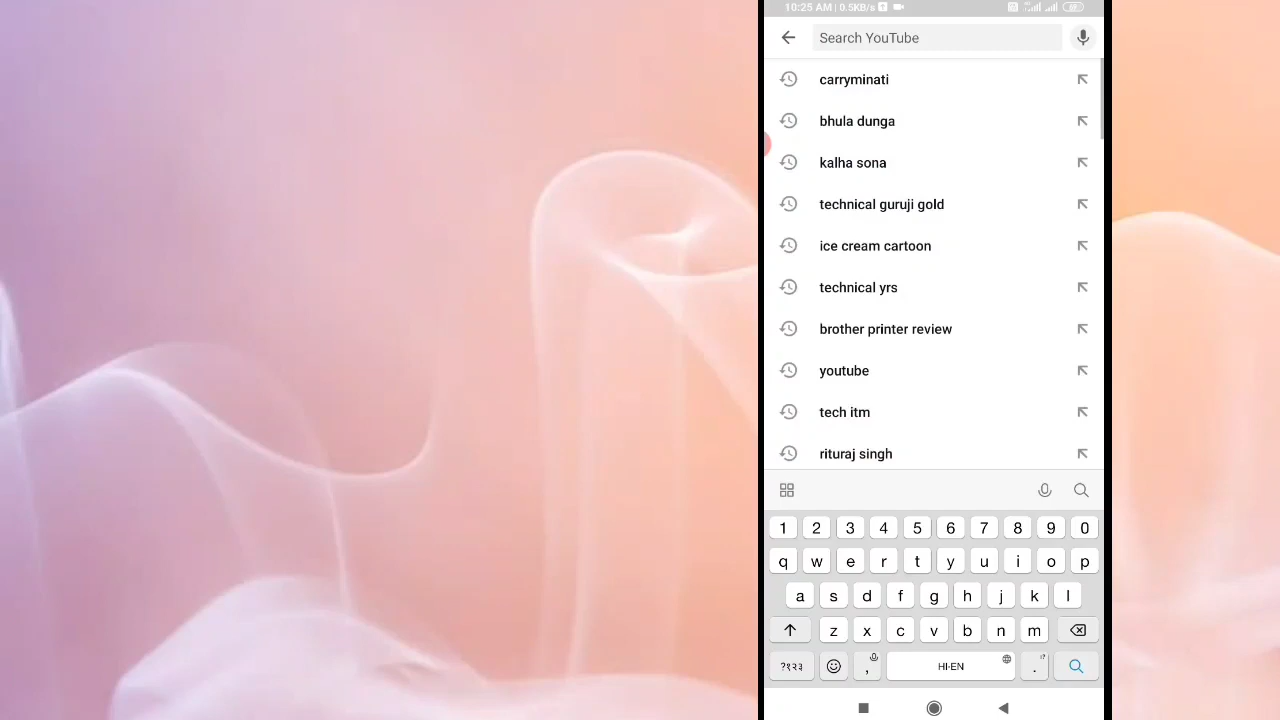 10:25 AM | 0.5KB/s
Search YouTube
carryminati
bhula dunga
kalha sona
technical guruji gold
ice cream cartoon
technical yrs
brother printer review
youtube
tech itm
rituraj singh
1 2 3 4 5 6 7 8 9 0
q w e r t y u i o p
a s d f g h j k l
z x c v b n m
?१२३ , HI-EN . !?